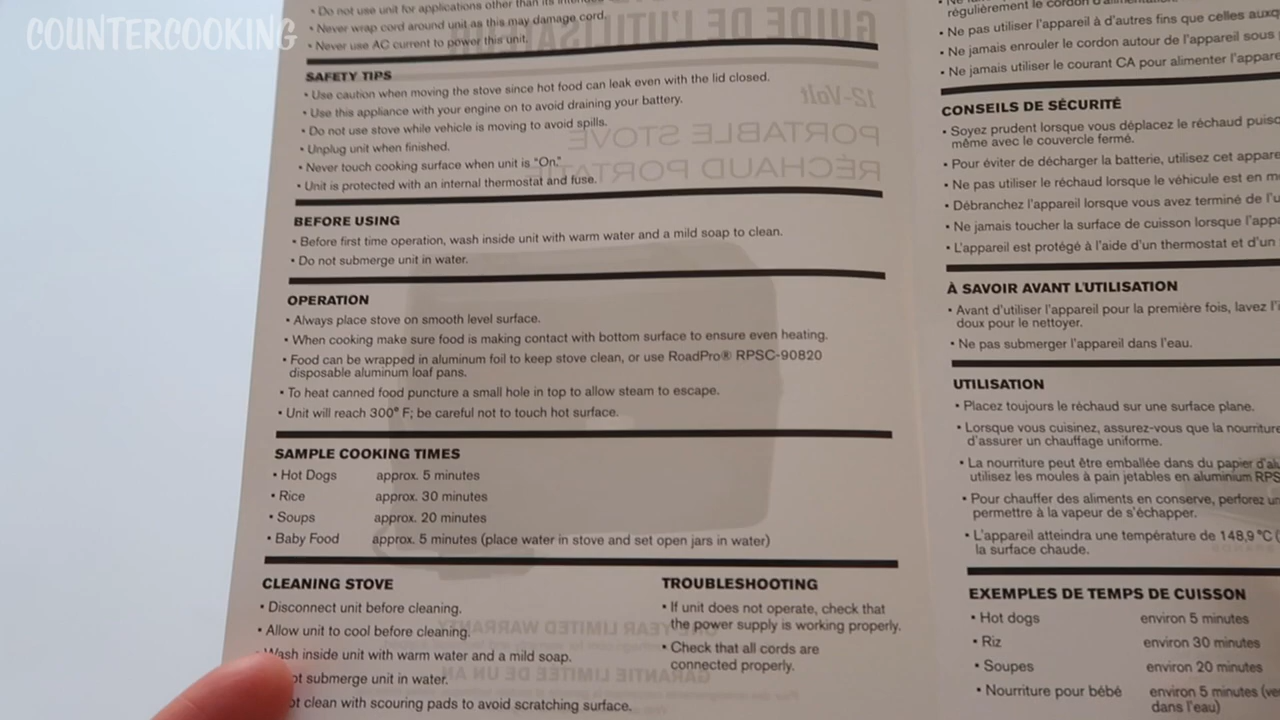 COUNTERCOOKING
• Do not use unit for applications other than its intended
• Never wrap cord around unit as this may damage cord.
• Never use AC current to power this unit.
SAFETY TIPS
• Use caution when moving the stove since hot food can leak even with the lid closed.
• Use this appliance with your engine on to avoid draining your battery.
• Do not use stove while vehicle is moving to avoid spills.
• Unplug unit when finished.
• Never touch cooking surface when unit is "On."
• Unit is protected with an internal thermostat and fuse.
BEFORE USING
• Before first time operation, wash inside unit with warm water and a mild soap to clean.
• Do not submerge unit in water.
OPERATION
• Always place stove on smooth level surface.
• When cooking make sure food is making contact with bottom surface to ensure even heating.
• Food can be wrapped in aluminum foil to keep stove clean, or use RoadPro® RPSC-90820
disposable aluminum loaf pans.
• To heat canned food puncture a small hole in top to allow steam to escape.
• Unit will reach 300° F; be careful not to touch hot surface.
SAMPLE COOKING TIMES
• Hot Dogs approx. 5 minutes
• Rice approx. 30 minutes
• Soups approx. 20 minutes
• Baby Food approx. 5 minutes (place water in stove and set open jars in water)
CLEANING STOVE
• Disconnect unit before cleaning.
• Allow unit to cool before cleaning.
• Wash inside unit with warm water and a mild soap.
submerge unit in water.
clean with scouring pads to avoid scratching surface.
TROUBLESHOOTING
• If unit does not operate, check that
the power supply is working properly.
• Check that all cords are
connected properly.
régulièrement le cordon
• Ne pas utiliser l'appareil à d'autres fins que celles
• Ne jamais enrouler le cordon autour de l'appareil sous
• Ne jamais utiliser le courant CA pour alimenter
CONSEILS DE SÉCURITÉ
• Soyez prudent lorsque vous déplacez le réchaud
même avec le couvercle fermé.
• Pour éviter de décharger la batterie, utilisez cet
• Ne pas utiliser le réchaud lorsque le véhicule est en
• Débranchez l'appareil lorsque vous avez terminé de
• Ne jamais toucher la surface de cuisson lorsque
• L'appareil est protégé à l'aide d'un thermostat et d'un
À SAVOIR AVANT L'UTILISATION
• Avant d'utiliser l'appareil pour la première fois, lavez
doux pour le nettoyer.
• Ne pas submerger l'appareil dans l'eau.
UTILISATION
• Placez toujours le réchaud sur une surface plane.
• Lorsque vous cuisinez, assurez-vous que la nourriture
d'assurer un chauffage uniforme.
• La nourriture peut être emballée dans du papier
utilisez les moules à pain jetables en aluminium
• Pour chauffer des aliments en conserve, perforez
permettre à la vapeur de s'échapper.
• L'appareil atteindra une température de 148,9 °C
la surface chaude.
EXEMPLES DE TEMPS DE CUISSON
• Hot dogs environ 5 minutes
• Riz environ 30 minutes
• Soupes environ 20 minutes
• Nourriture pour bébé environ 5 minutes
dans l'eau)